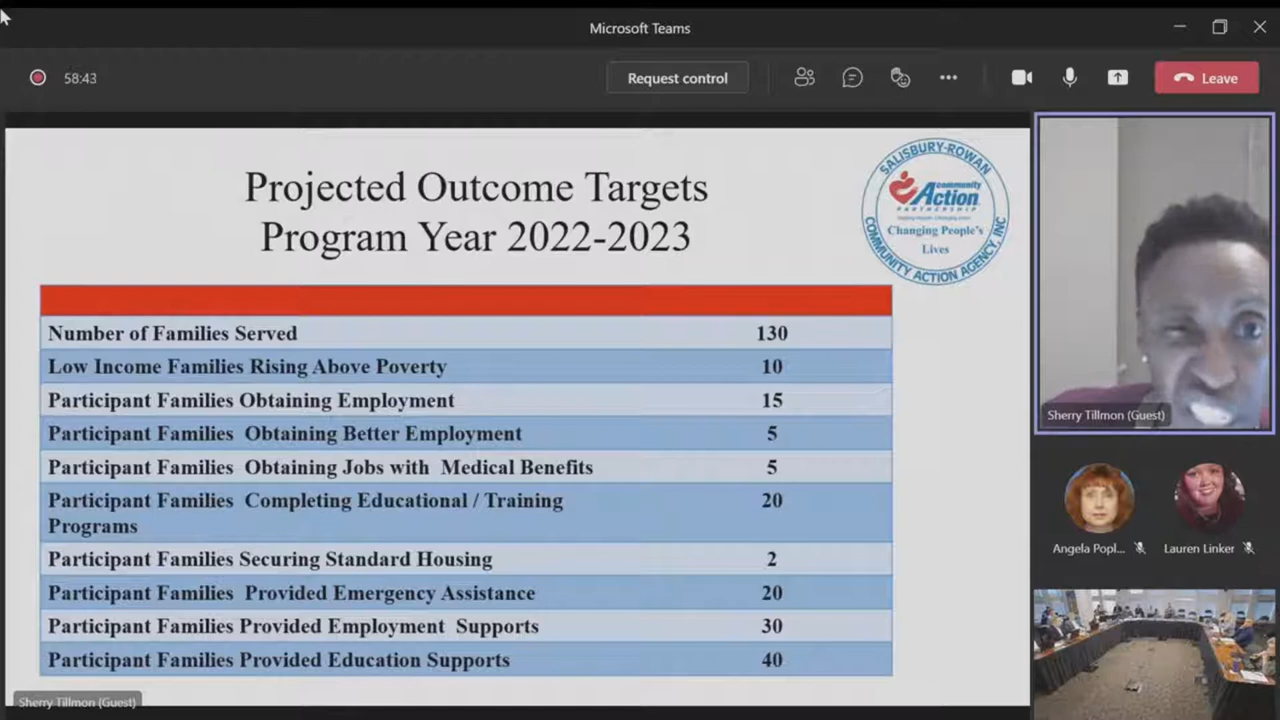 Microsoft Teams
58:43
Request control
Leave
Projected Outcome Targets
Program Year 2022-2023
SALISBURY-ROWAN
community
Action
PARTNERSHIP
Changing People's
Lives
COMMUNITY ACTION AGENCY, INC
Number of Families Served 130
Low Income Families Rising Above Poverty 10
Participant Families Obtaining Employment 15
Participant Families Obtaining Better Employment 5
Participant Families Obtaining Jobs with Medical Benefits 5
Participant Families Completing Educational / Training 20
Programs
Participant Families Securing Standard Housing 2
Participant Families Provided Emergency Assistance 20
Participant Families Provided Employment Supports 30
Participant Families Provided Education Supports 40
Sherry Tillmon (Guest)
Sherry Tillmon (Guest)
Angela Popl...
Lauren Linker